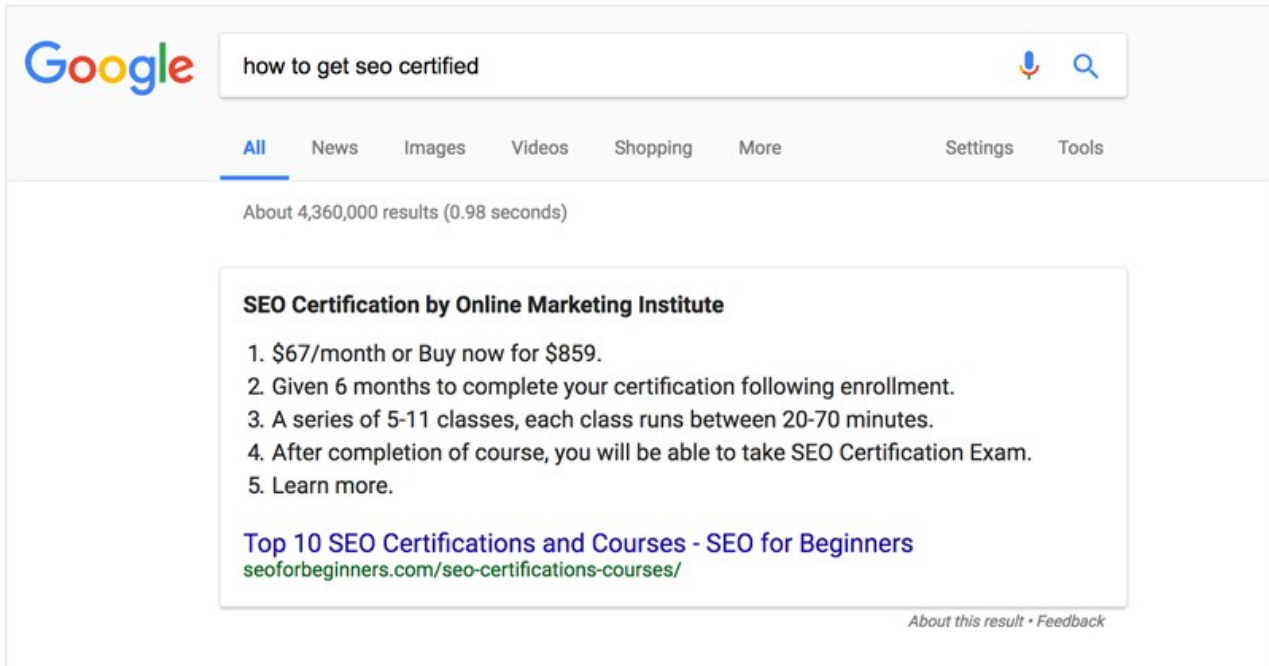 Google
how to get seo certified
All News Images Videos Shopping More Settings Tools
About 4,360,000 results (0.98 seconds)
SEO Certification by Online Marketing Institute
1. $67/month or Buy now for $859.
2. Given 6 months to complete your certification following enrollment.
3. A series of 5-11 classes, each class runs between 20-70 minutes.
4. After completion of course, you will be able to take SEO Certification Exam.
5. Learn more.
Top 10 SEO Certifications and Courses - SEO for Beginners
seoforbeginners.com/seo-certifications-courses/
About this result • Feedback